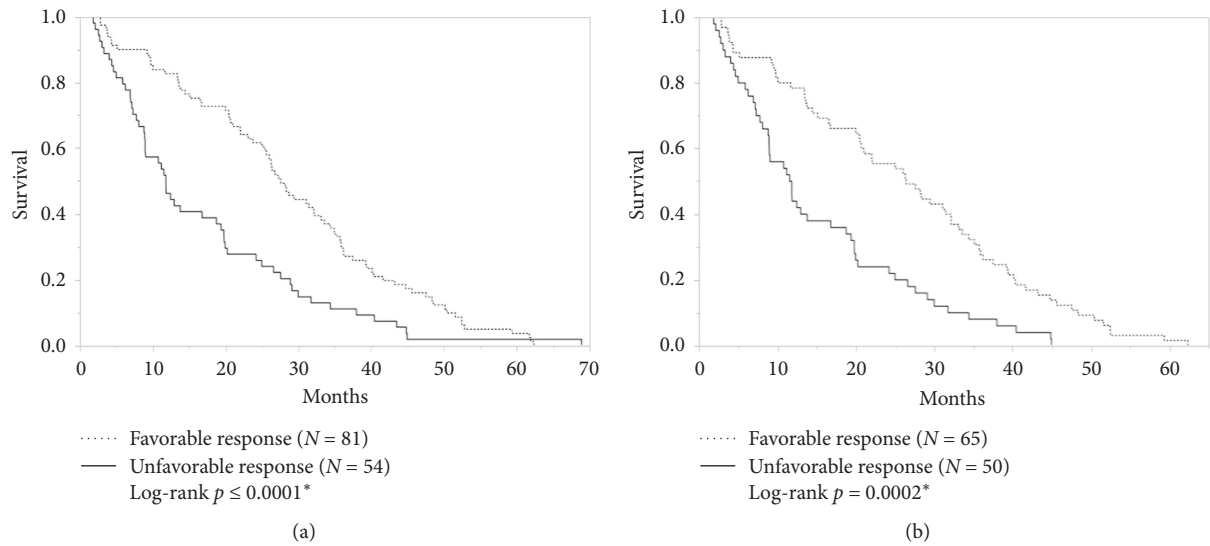 1.0
0.8
0.6
0.4
0.2
0.0
Survival
0 10 20 30 40 50 60 70
Months
Favorable response (N = 81)
Unfavorable response (N = 54)
Log-rank p ≤ 0.0001*
(a)
1.0
0.8
0.6
0.4
0.2
0.0
Survival
0 10 20 30 40 50 60
Months
Favorable response (N = 65)
Unfavorable response (N = 50)
Log-rank p = 0.0002*
(b)